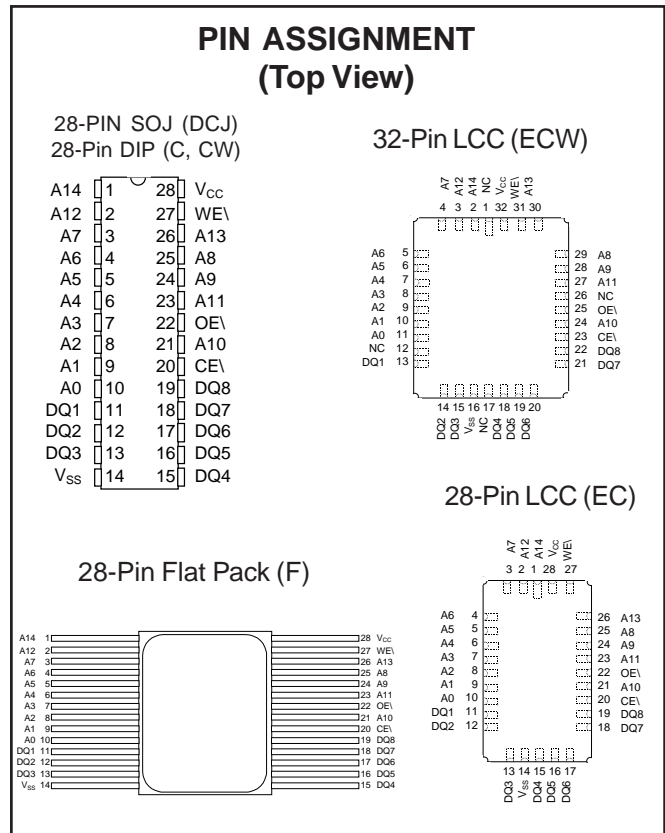 PIN ASSIGNMENT
(Top View)
28-PIN SOJ (DCJ)
28-Pin DIP (C, CW)
A14 1 28 VCC
A12 2 27 WE\
A7 3 26 A13
A6 4 25 A8
A5 5 24 A9
A4 6 23 A11
A3 7 22 OE\
A2 8 21 A10
A1 9 20 CE\
A0 10 19 DQ8
DQ1 11 18 DQ7
DQ2 12 17 DQ6
DQ3 13 16 DQ5
VSS 14 15 DQ4
32-Pin LCC (ECW)
A7 A12 A14 NC VCC WE\ A13
4 3 2 1 32 31 30
A6 5 29 A8
A5 6 28 A9
A4 7 27 A11
A3 8 26 NC
A2 9 25 OE\
A1 10 24 A10
A0 11 23 CE\
NC 12 22 DQ8
DQ1 13 21 DQ7
14 15 16 17 18 19 20
DQ2 DQ3 VSS NC DQ4 DQ5 DQ6
28-Pin Flat Pack (F)
A14 1 28 VCC
A12 2 27 WE\
A7 3 26 A13
A6 4 25 A8
A5 5 24 A9
A4 6 23 A11
A3 7 22 OE\
A2 8 21 A10
A1 9 20 CE\
A0 10 19 DQ8
DQ1 11 18 DQ7
DQ2 12 17 DQ6
DQ3 13 16 DQ5
VSS 14 15 DQ4
28-Pin LCC (EC)
A7 A12 A14 VCC WE\
3 2 1 28 27
A6 4 26 A13
A5 5 25 A8
A4 6 24 A9
A3 7 23 A11
A2 8 22 OE\
A1 9 21 A10
A0 10 20 CE\
DQ1 11 19 DQ8
DQ2 12 18 DQ7
13 14 15 16 17
DQ3 VSS DQ4 DQ5 DQ6